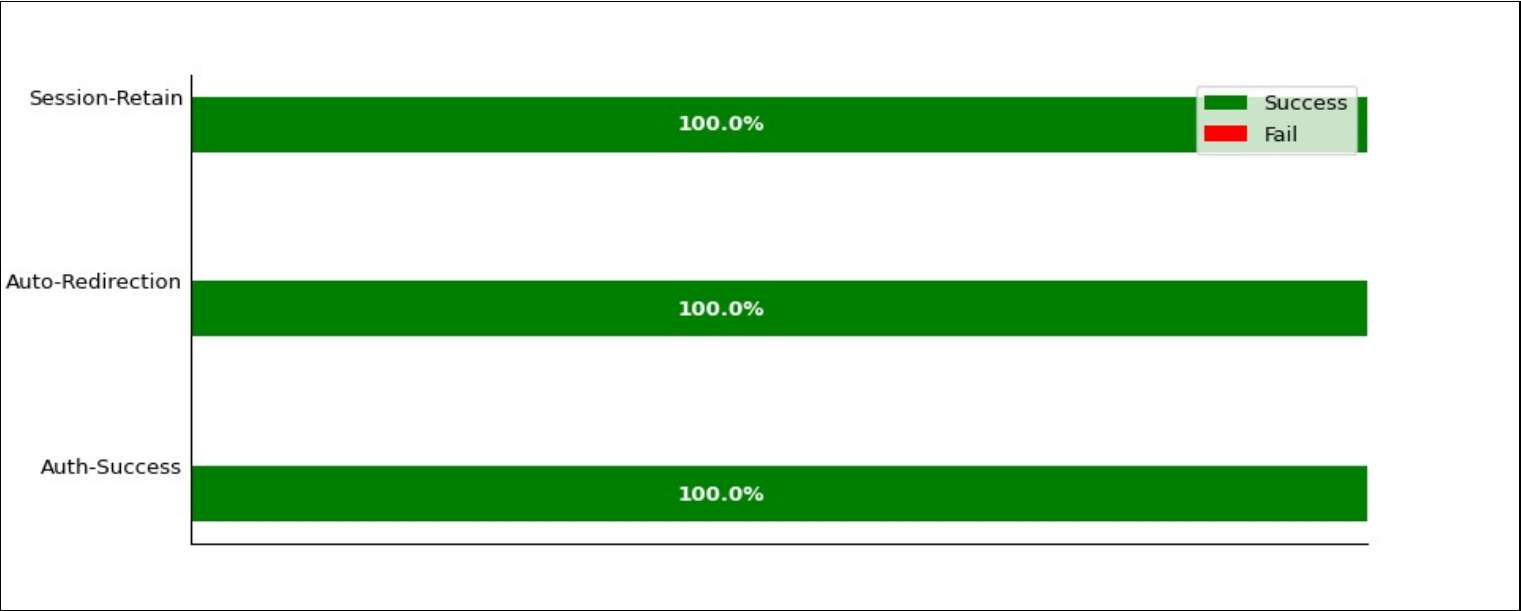 Session-Retain
100.0%
Success
Fail
Auto-Redirection
100.0%
Auth-Success
100.0%